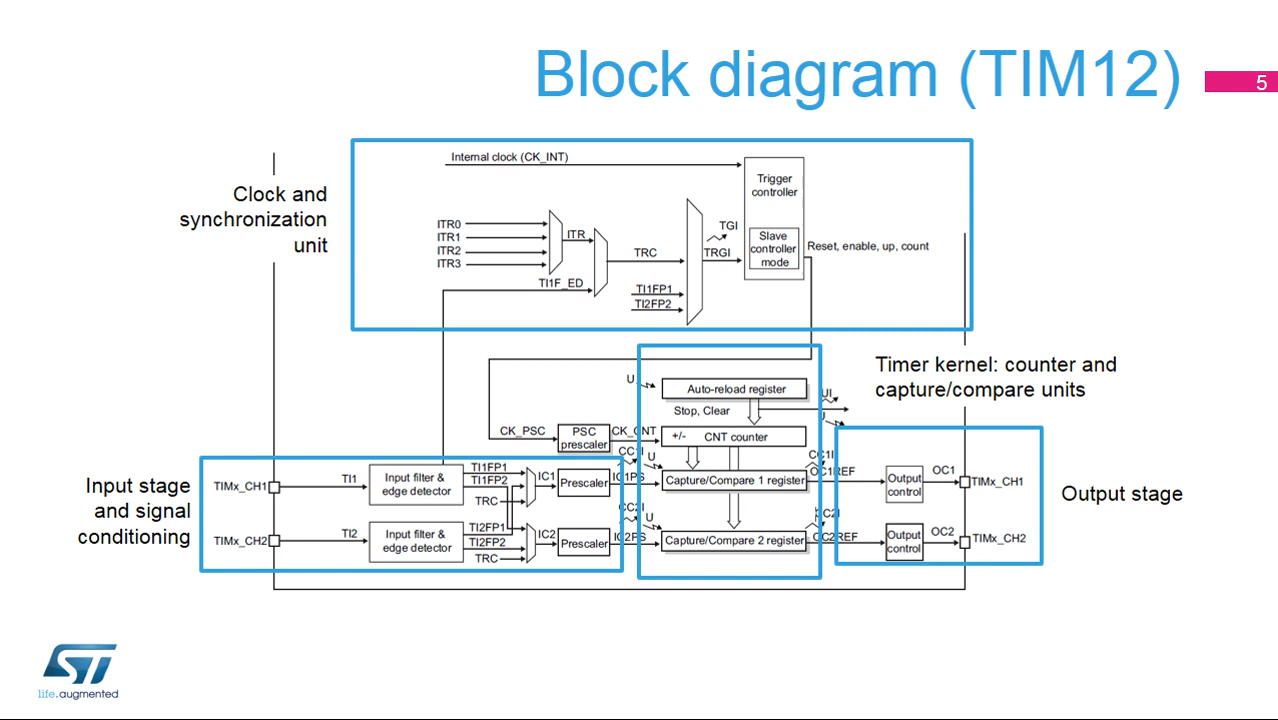 Block diagram (TIM12)
5
Clock and
synchronization
unit
Internal clock (CK_INT)
Trigger
controller
ITR0
ITR1
ITR2
ITR3
ITR
TI1F_ED
TRC
TI1FP1
TI2FP2
TGI
TRGI
Slave
controller
mode
Reset, enable, up, count
Timer kernel: counter and
capture/compare units
U
Auto-reload register
UI
Stop, Clear
U
CK_PSC
PSC
prescaler
CK_CNT
+/-
CNT counter
Input stage
and signal
conditioning
TIMx_CH1
TI1
Input filter &
edge detector
TI1FP1
TI1FP2
TRC
IC1
Prescaler
CC1I
IC1PS
U
Capture/Compare 1 register
CC1I
OC1REF
Output
control
OC1
TIMx_CH1
Output stage
TIMx_CH2
TI2
Input filter &
edge detector
TI2FP1
TI2FP2
TRC
IC2
Prescaler
CC2I
IC2PS
U
Capture/Compare 2 register
CC2I
OC2REF
Output
control
OC2
TIMx_CH2
ST
life.augmented